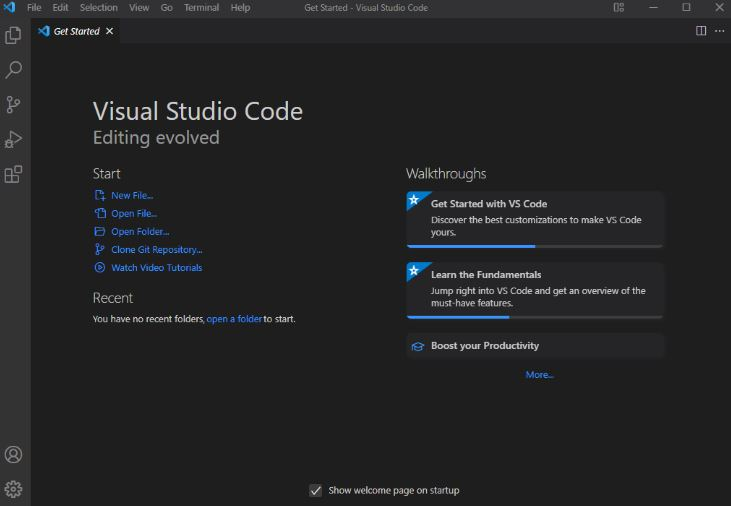 File Edit Selection View Go Terminal Help Get Started - Visual Studio Code
Get Started
Visual Studio Code
Editing evolved
Start
New File...
Open File...
Open Folder...
Clone Git Repository...
Watch Video Tutorials
Recent
You have no recent folders, open a folder to start.
Walkthroughs
Get Started with VS Code
Discover the best customizations to make VS Code
yours.
Learn the Fundamentals
Jump right into VS Code and get an overview of the
must-have features.
Boost your Productivity
More...
Show welcome page on startup